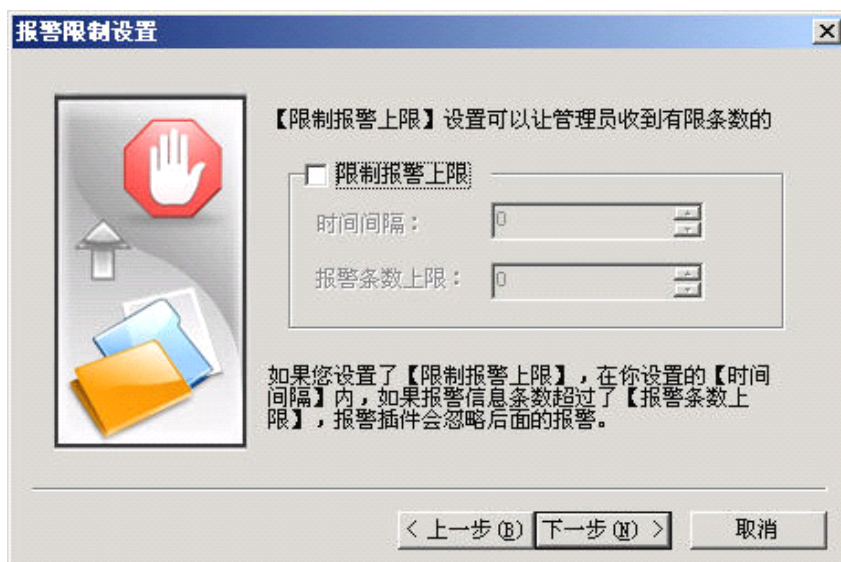 报警限制设置
【限制报警上限】设置可以让管理员收到有限条数的
限制报警上限
时间间隔：
0
报警条数上限：
0
如果您设置了【限制报警上限】，在你设置的【时间
间隔】内，如果报警信息条数超过了【报警条数上
限】，报警插件会忽略后面的报警。
< 上一步(B)
下一步(N) >
取消